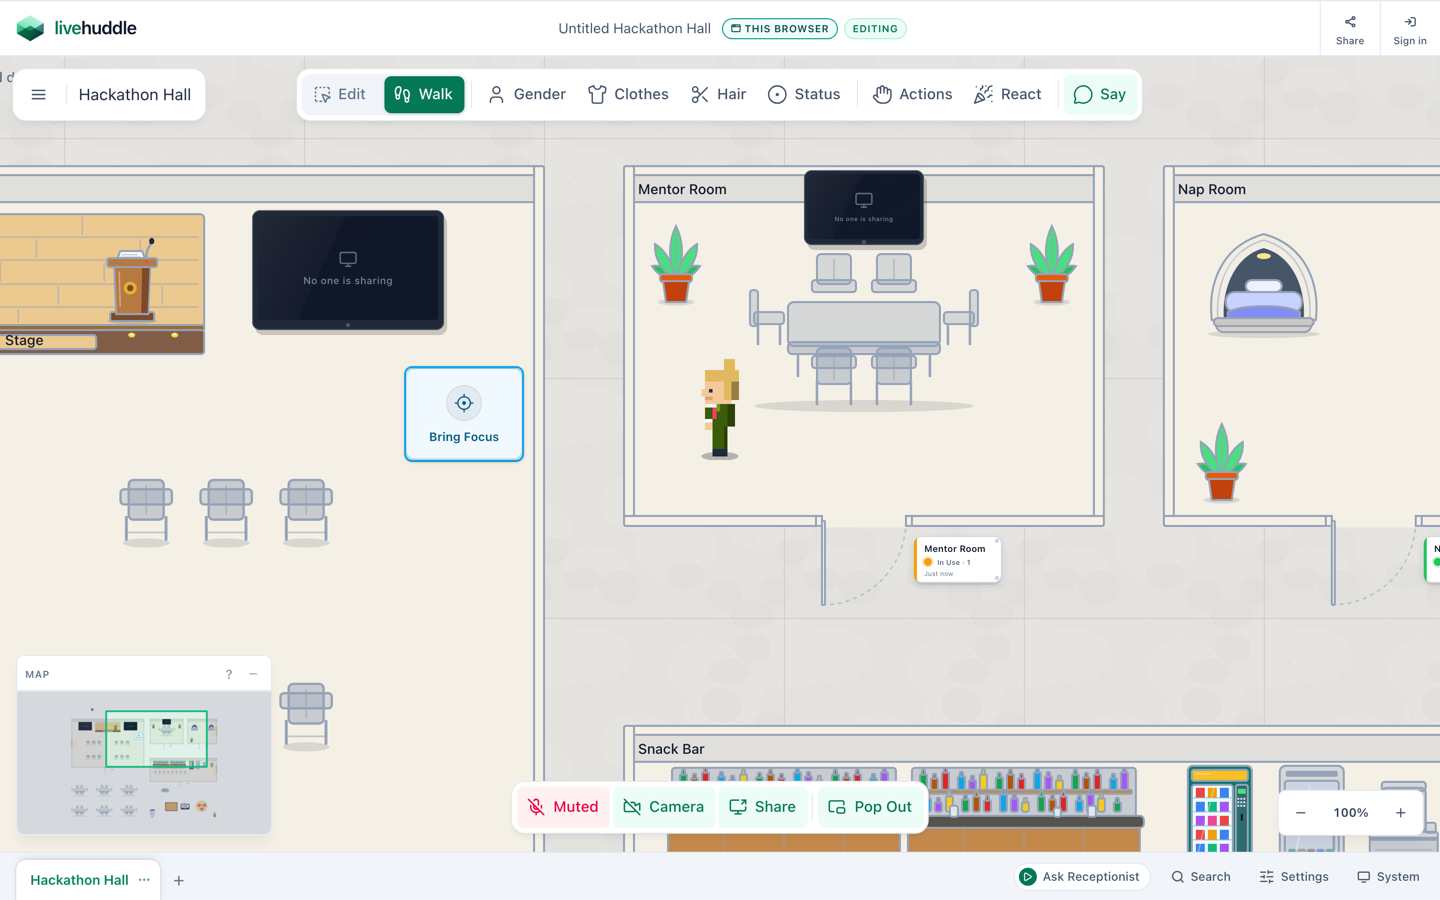 livehuddle
Untitled Hackathon Hall
THIS BROWSER
EDITING
Share
Sign in
Hackathon Hall
Edit
Walk
Gender
Clothes
Hair
Status
Actions
React
Say
Mentor Room
Nap Room
No one is sharing
No one is sharing
Stage
Bring Focus
Mentor Room
In Use · 1
Just now
MAP
?
Snack Bar
Muted
Camera
Share
Pop Out
100%
Hackathon Hall
Ask Receptionist
Search
Settings
System